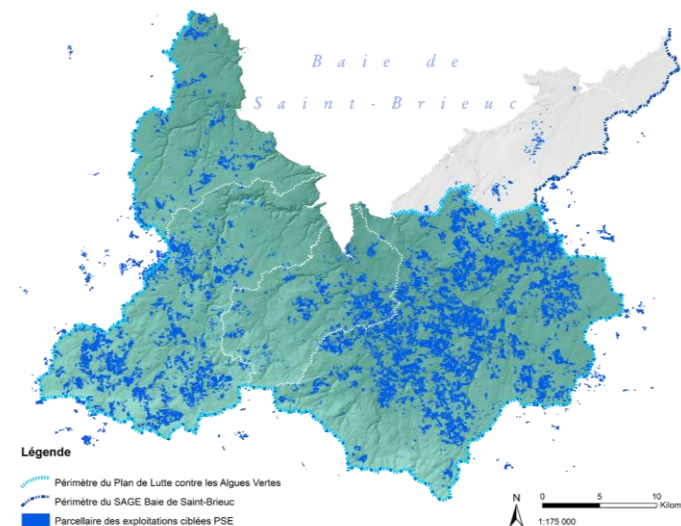 Baie de
Saint-Brieuc
Légende
Périmètre du Plan de Lutte contre les Algues Vertes
Périmètre du SAGE Baie de Saint-Brieuc
Parcellaire des exploitations ciblées PSE
N
0 5 10
Kilom
1:175 000